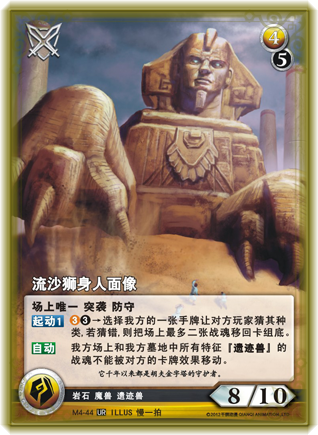 4
5
流沙狮身人面像
场上唯一 突袭 防守
起动1 3 3→选择我方的一张手牌让对方玩家猜其种
类,若猜错,则把场上最多二张战魂移回卡组底。
自动 我方场上和我方墓地中所有特征『遗迹兽』的
战魂不能被对方的卡牌效果移动。
它千年以来都是胡夫金字塔的守护者。
岩石 魔兽 遗迹兽
8/10
M4-44 UR ILLUS 慢一拍